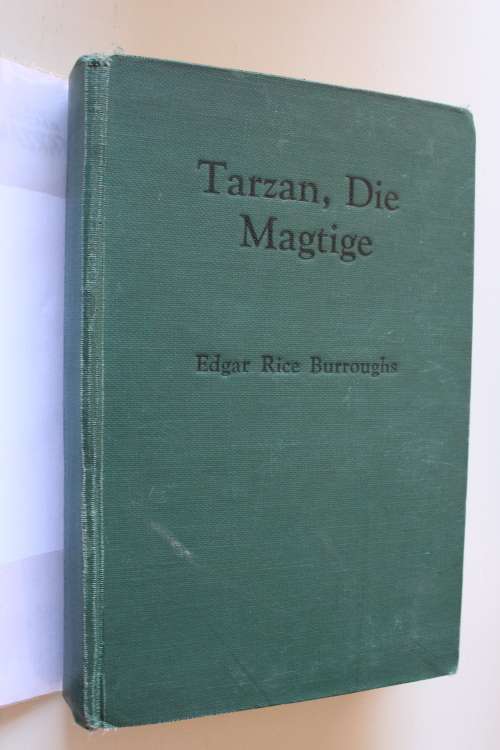 Tarzan, Die
Magtige
Edgar Rice Burroughs